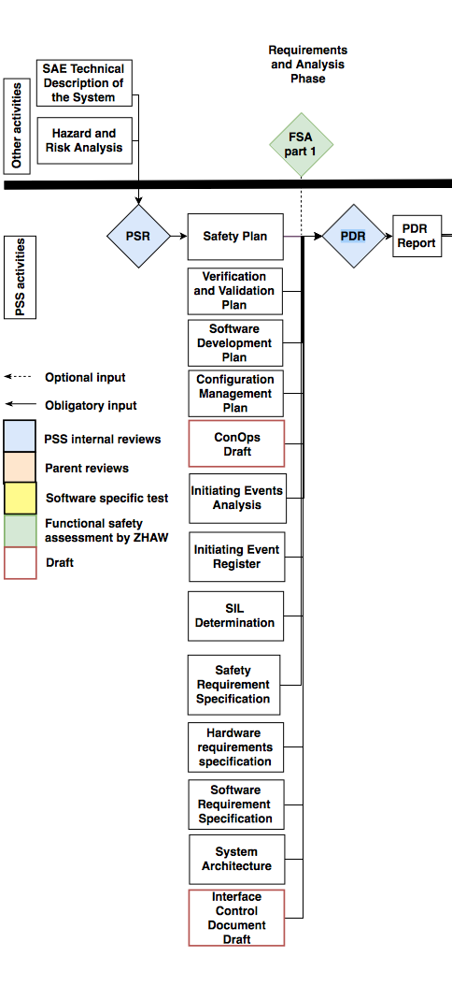 Requirements
and Analysis
Phase
Other activities
SAE Technical
Description of
the System
Hazard and
Risk Analysis
FSA
part 1
PSS activities
PSR
Safety Plan
PDR
PDR
Report
Verification
and Validation
Plan
Software
Development
Plan
Configuration
Management
Plan
ConOps
Draft
Initiating Events
Analysis
Initiating Event
Register
SIL
Determination
Safety
Requirement
Specification
Hardware
requirements
specification
Software
Requirement
Specification
System
Architecture
Interface
Control
Document
Draft
Optional input
Obligatory input
PSS internal reviews
Parent reviews
Software specific test
Functional safety
assessment by ZHAW
Draft